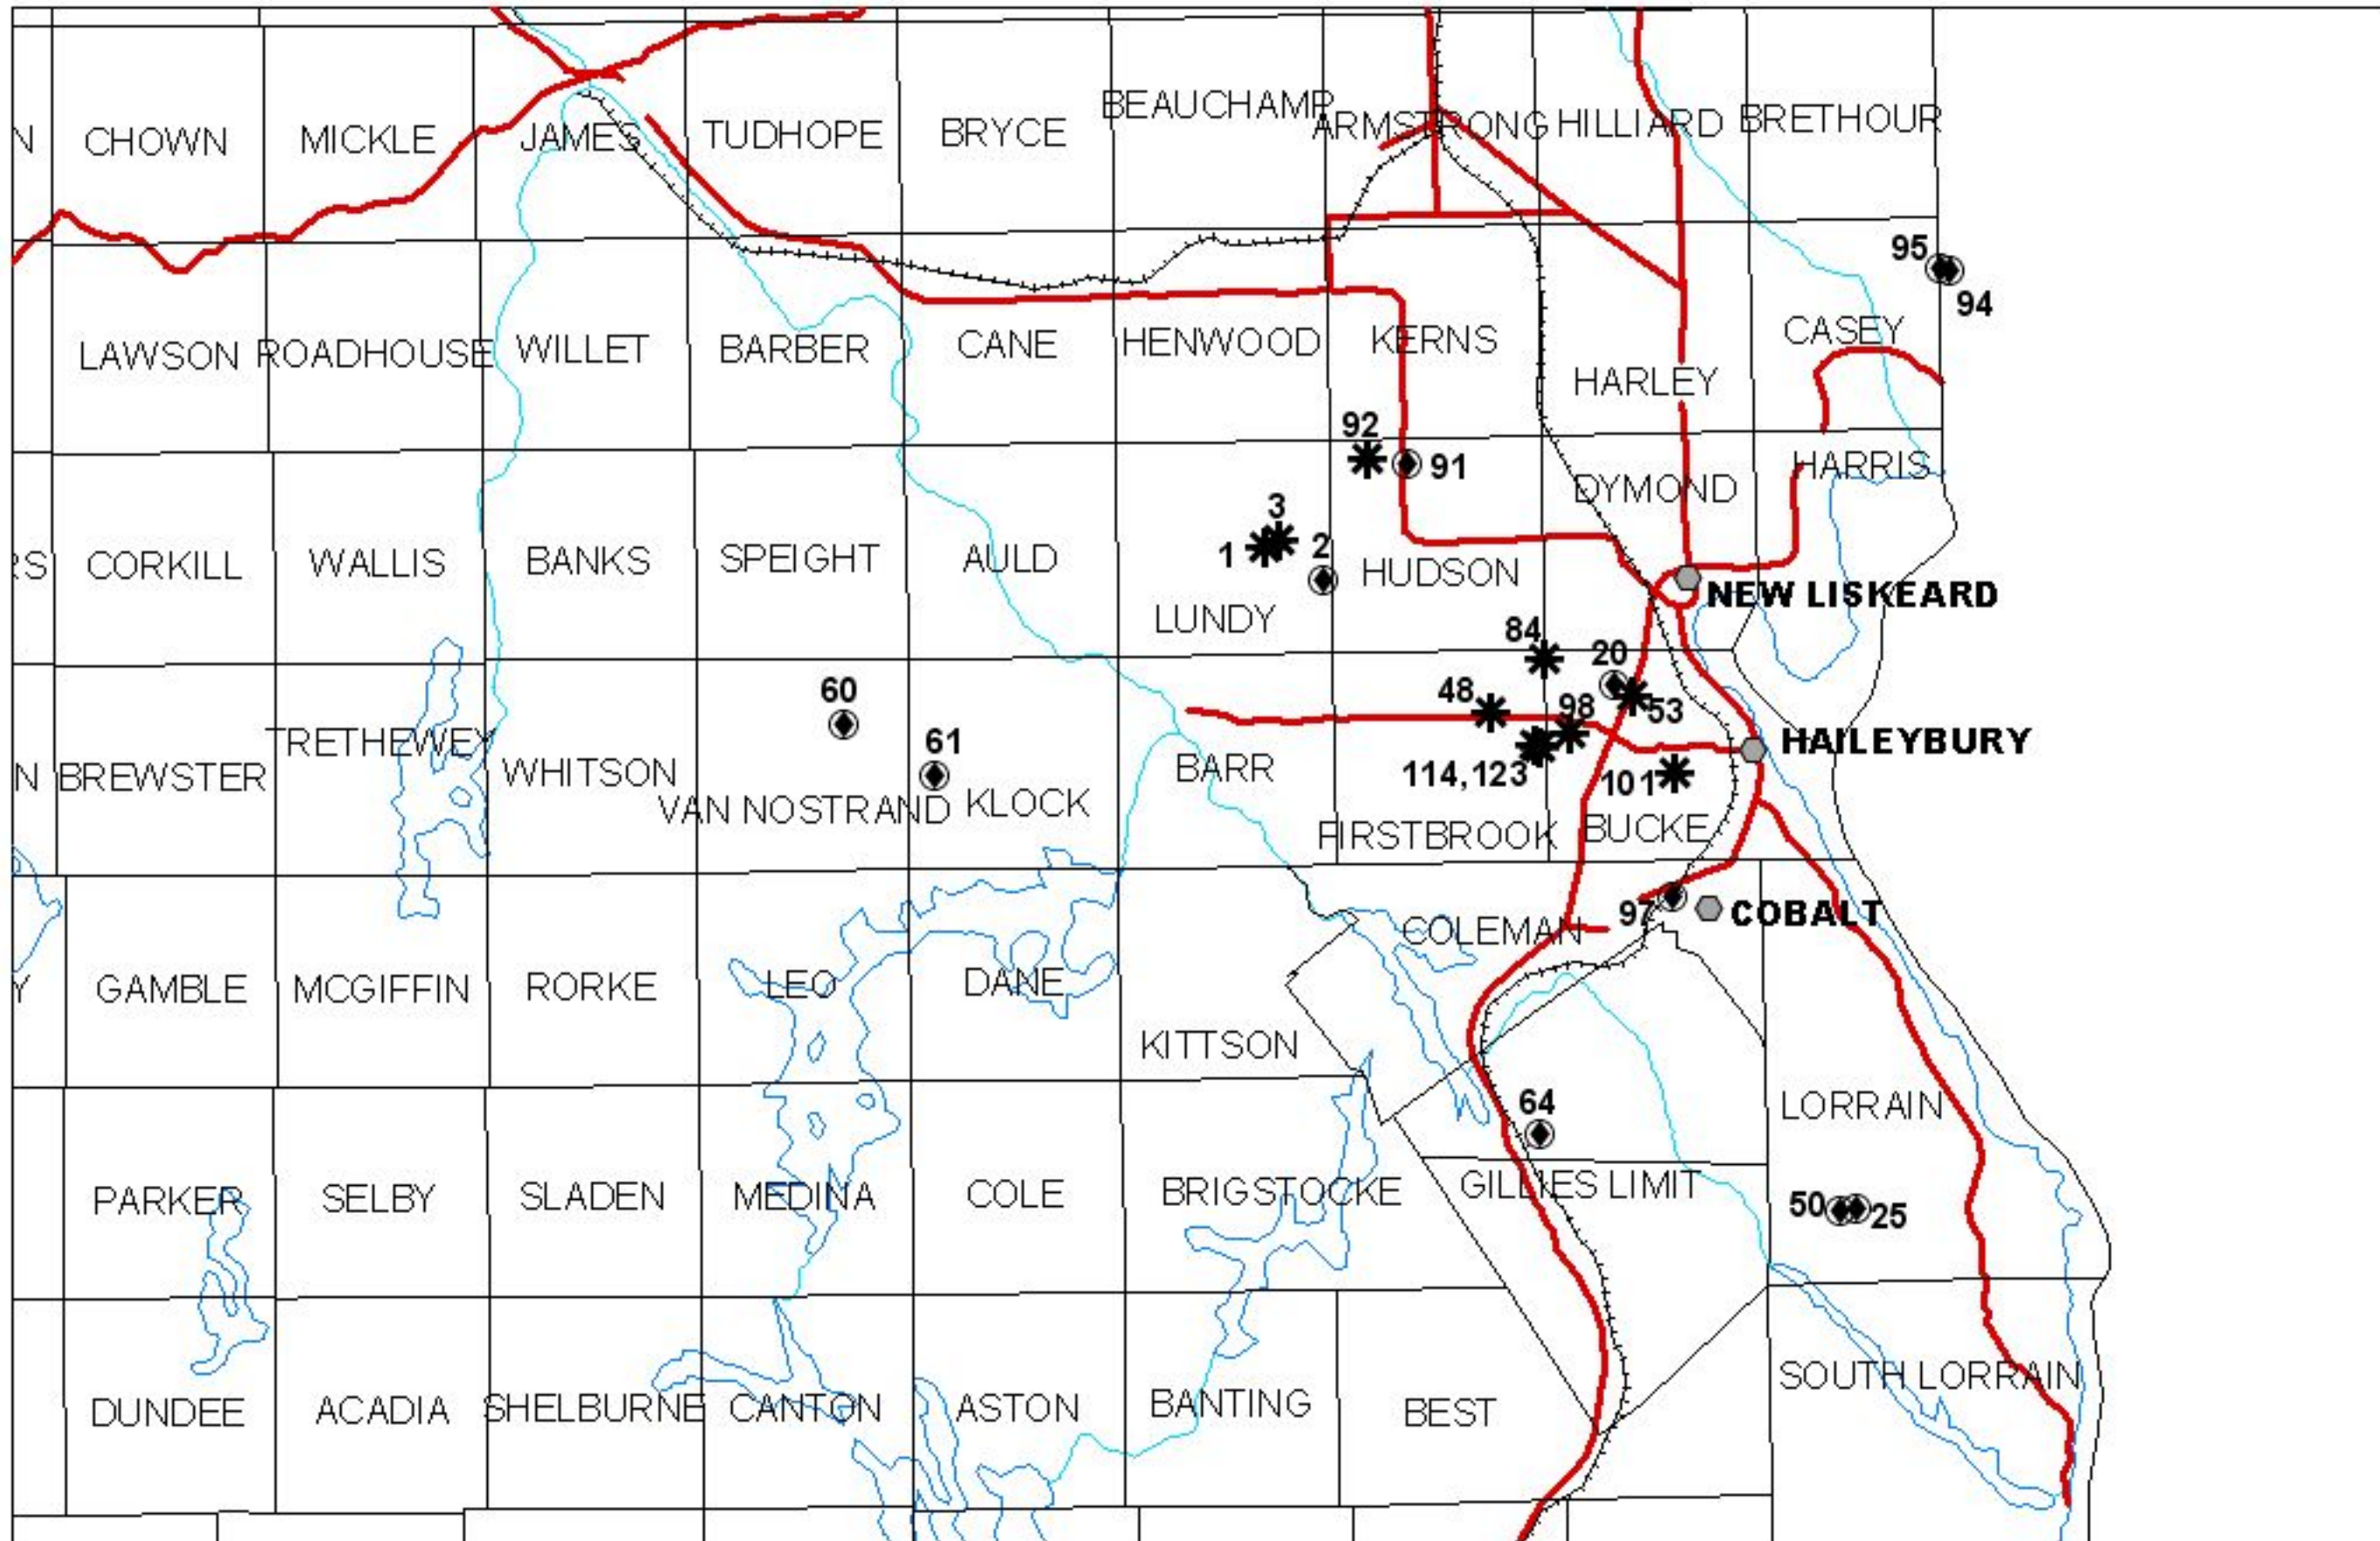 BEAUCHAMP
N
CHOWN
MICKLE
JAMES
TUDHOPE
BRYCE
ARMSTRONG
HILLIARD
BRETHOUR
95
94
LAWSON
ROADHOUSE
WILLET
BARBER
CANE
HENWOOD
KERNS
CASEY
HARLEY
92
91
HARRIS
DYMOND
3
1
2
RS
CORKILL
WALLIS
BANKS
SPEIGHT
AULD
HUDSON
LUNDY
NEW LISKEARD
84
20
60
48
98
53
61
TRETHEWEY
HAILEYBURY
N
BREWSTER
WHITSON
BARR
114,123
101
VAN NOSTRAND
KLOCK
FIRSTBROOK
BUCKE
97
COBALT
COLEMAN
Y
GAMBLE
MCGIFFIN
RORKE
LEO
DANE
KITTSON
64
LORRAIN
PARKER
SELBY
SLADEN
MEDINA
COLE
BRIGSTOCKE
GILLIES LIMIT
50
25
SOUTH LORRAIN
DUNDEE
ACADIA
SHELBURNE
CANTON
ASTON
BANTING
BEST